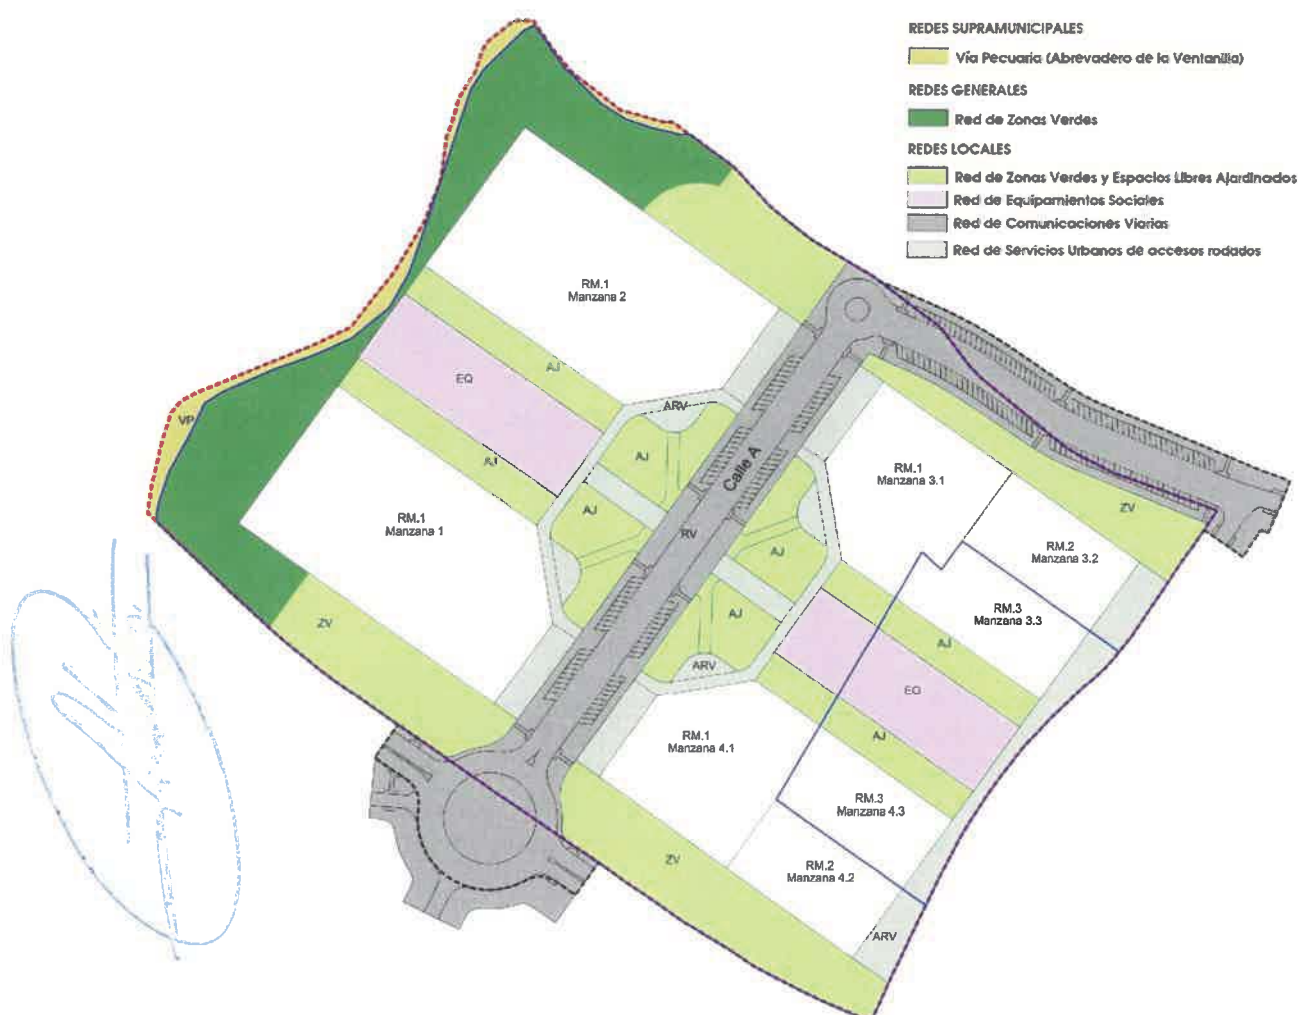 REDES SUPRAMUNICIPALES
Vía Pecuaria (Abrevadero de la Ventanilla)
REDES GENERALES
Red de Zonas Verdes
REDES LOCALES
Red de Zonas Verdes y Espacios Libres Ajardinados
Red de Equipamientos Sociales
Red de Comunicaciones Viarias
Red de Servicios Urbanos de accesos rodados
RM.1
Manzana 2
AJ
EQ
ARV
VP
AJ
AJ
Calle A
RM.1
Manzana 3.1
RM.1
Manzana 1
AJ
ZV
RV
RM.2
Manzana 3.2
AJ
RM.3
Manzana 3.3
ZV
AJ
AJ
ARV
EQ
RM.1
Manzana 4.1
AJ
RM.3
Manzana 4.3
ZV
RM.2
Manzana 4.2
ARV